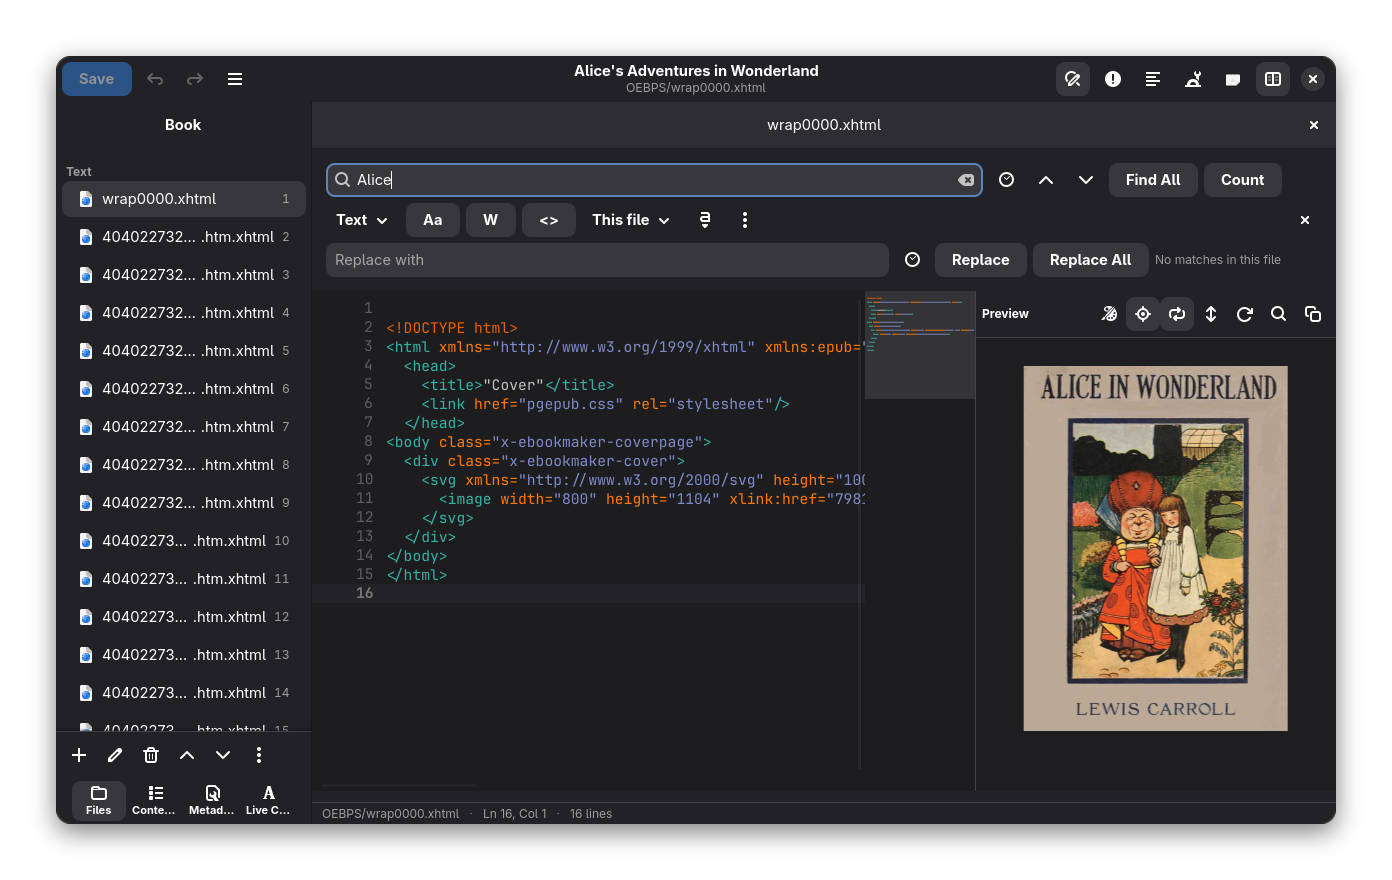 Save
Alice's Adventures in Wonderland
OEBPS/wrap0000.xhtml
Book
wrap0000.xhtml
Text
wrap0000.xhtml 1
404022732... .htm.xhtml 2
404022732... .htm.xhtml 3
404022732... .htm.xhtml 4
404022732... .htm.xhtml 5
404022732... .htm.xhtml 6
404022732... .htm.xhtml 7
404022732... .htm.xhtml 8
404022732... .htm.xhtml 9
40402273... .htm.xhtml 10
40402273... .htm.xhtml 11
40402273... .htm.xhtml 12
40402273... .htm.xhtml 13
40402273... .htm.xhtml 14
40402273... .htm.xhtml 15
Files
Conte...
Metad...
Live C...
Alice
Find All
Count
Text
Aa
W
<>
This file
Replace with
Replace
Replace All
No matches in this file
1
2 <!DOCTYPE html>
3 <html xmlns="http://www.w3.org/1999/xhtml" xmlns:epub="
4 <head>
5 <title>"Cover"</title>
6 <link href="pgepub.css" rel="stylesheet"/>
7 </head>
8 <body class="x-ebookmaker-coverpage">
9 <div class="x-ebookmaker-cover">
10 <svg xmlns="http://www.w3.org/2000/svg" height="100
11 <image width="800" height="1104" xlink:href="7981
12 </svg>
13 </div>
14 </body>
15 </html>
16
Preview
ALICE IN WONDERLAND
LEWIS CARROLL
OEBPS/wrap0000.xhtml · Ln 16, Col 1 · 16 lines